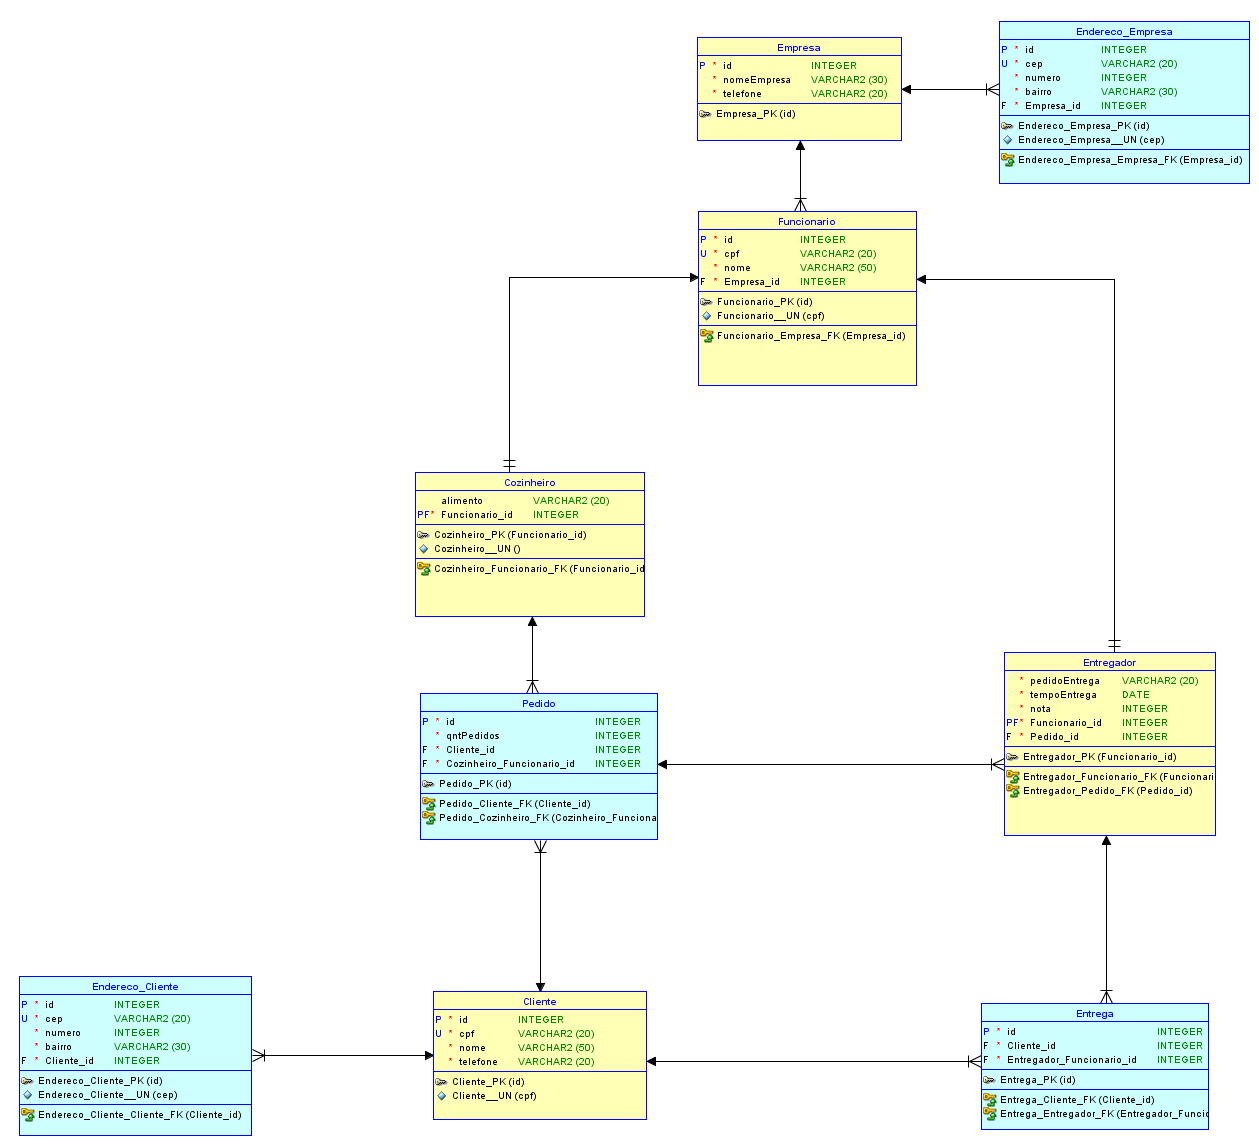 Empresa
P * id INTEGER
* nomeEmpresa VARCHAR2 (30)
* telefone VARCHAR2 (20)
Empresa_PK (id)
Endereco_Empresa
P * id INTEGER
U * cep VARCHAR2 (20)
* numero INTEGER
* bairro VARCHAR2 (30)
F * Empresa_id INTEGER
Endereco_Empresa_PK (id)
Endereco_Empresa__UN (cep)
Endereco_Empresa_Empresa_FK (Empresa_id)
Funcionario
P * id INTEGER
U * cpf VARCHAR2 (20)
* nome VARCHAR2 (50)
F * Empresa_id INTEGER
Funcionario_PK (id)
Funcionario__UN (cpf)
Funcionario_Empresa_FK (Empresa_id)
Cozinheiro
alimento VARCHAR2 (20)
PF* Funcionario_id INTEGER
Cozinheiro_PK (Funcionario_id)
Cozinheiro__UN ()
Cozinheiro_Funcionario_FK (Funcionario_id
Entregador
* pedidoEntrega VARCHAR2 (20)
* tempoEntrega DATE
* nota INTEGER
PF* Funcionario_id INTEGER
F * Pedido_id INTEGER
Entregador_PK (Funcionario_id)
Entregador_Funcionario_FK (Funcionari
Entregador_Pedido_FK (Pedido_id)
Pedido
P * id INTEGER
* qntPedidos INTEGER
F * Cliente_id INTEGER
F * Cozinheiro_Funcionario_id INTEGER
Pedido_PK (id)
Pedido_Cliente_FK (Cliente_id)
Pedido_Cozinheiro_FK (Cozinheiro_Funciona
Endereco_Cliente
P * id INTEGER
U * cep VARCHAR2 (20)
* numero INTEGER
* bairro VARCHAR2 (30)
F * Cliente_id INTEGER
Endereco_Cliente_PK (id)
Endereco_Cliente__UN (cep)
Endereco_Cliente_Cliente_FK (Cliente_id)
Cliente
P * id INTEGER
U * cpf VARCHAR2 (20)
* nome VARCHAR2 (50)
* telefone VARCHAR2 (20)
Cliente_PK (id)
Cliente__UN (cpf)
Entrega
P * id INTEGER
F * Cliente_id INTEGER
F * Entregador_Funcionario_id INTEGER
Entrega_PK (id)
Entrega_Cliente_FK (Cliente_id)
Entrega_Entregador_FK (Entregador_Funcio